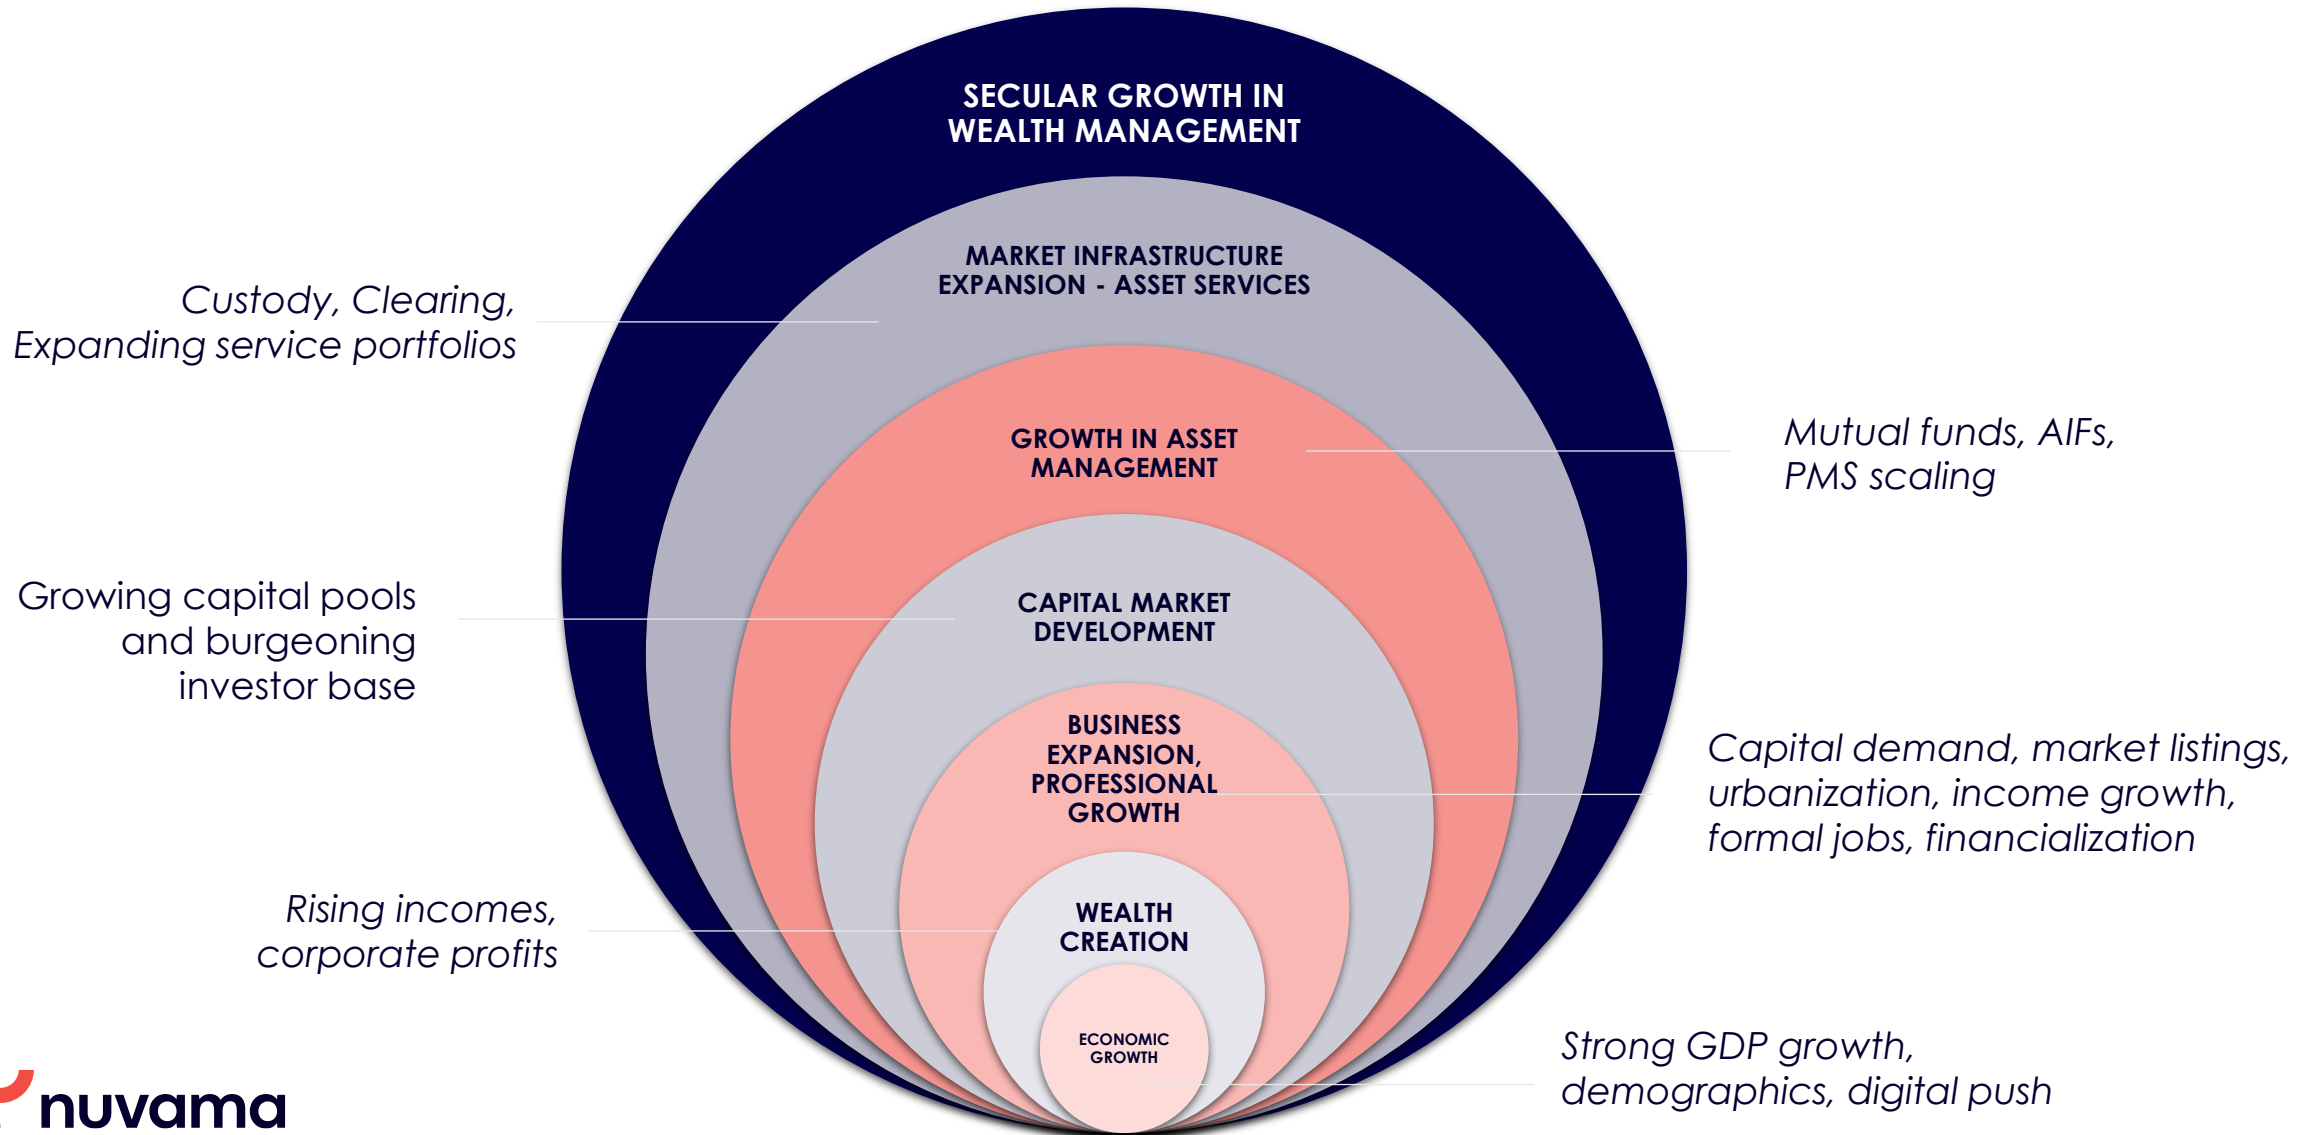 SECULAR GROWTH IN
WEALTH MANAGEMENT
MARKET INFRASTRUCTURE
EXPANSION - ASSET SERVICES
Custody, Clearing,
Expanding service portfolios
GROWTH IN ASSET
MANAGEMENT
Mutual funds, AIFs,
PMS scaling
CAPITAL MARKET
DEVELOPMENT
Growing capital pools
and burgeoning
investor base
BUSINESS
EXPANSION,
PROFESSIONAL
GROWTH
Capital demand, market listings,
urbanization, income growth,
formal jobs, financialization
WEALTH
CREATION
Rising incomes,
corporate profits
ECONOMIC
GROWTH
Strong GDP growth,
demographics, digital push
nuvama